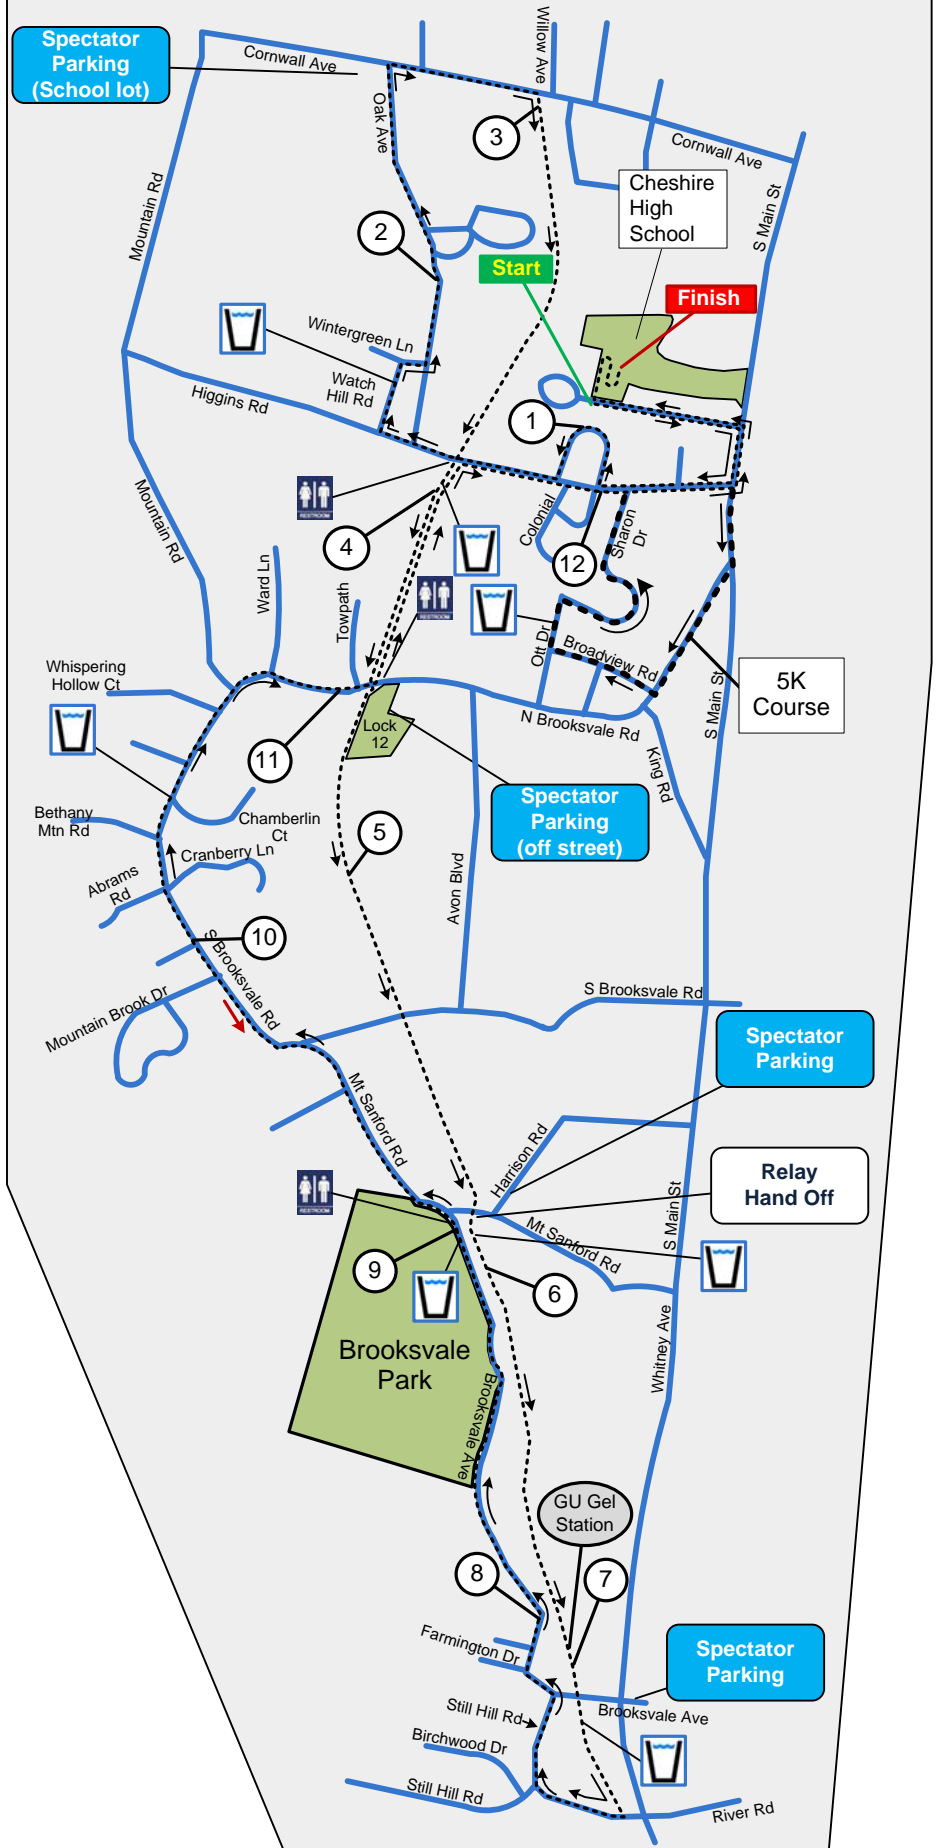 Spectator
Parking
(School lot)
Cornwall Ave
Willow Ave
Oak Ave
3
Cornwall Ave
Cheshire
High
School
S Main St
Mountain Rd
2
Start
Finish
Wintergreen Ln
Watch
Hill Rd
Higgins Rd
1
RESTROOM
4
Colonial
Sharon
Dr
12
Mountain Rd
Ward Ln
Towpath
RESTROOM
Ott Dr
Broadview Rd
5K
Course
Whispering
Hollow Ct
N Brooksvale Rd
S Main St
King Rd
Lock
12
11
Spectator
Parking
(off street)
Bethany
Mtn Rd
Chamberlin
Ct
5
Cranberry Ln
Abrams
Rd
Avon Blvd
10
S Brooksvale Rd
S Brooksvale Rd
Mountain Brook Dr
Spectator
Parking
Mt Sanford Rd
Harrison Rd
Relay
Hand Off
RESTROOM
S Main St
Mt Sanford Rd
9
6
Brooksvale
Park
Whitney Ave
Brooksvale Ave
GU Gel
Station
8
7
Farmington Dr
Spectator
Parking
Still Hill Rd
Brooksvale Ave
Birchwood Dr
Still Hill Rd
River Rd